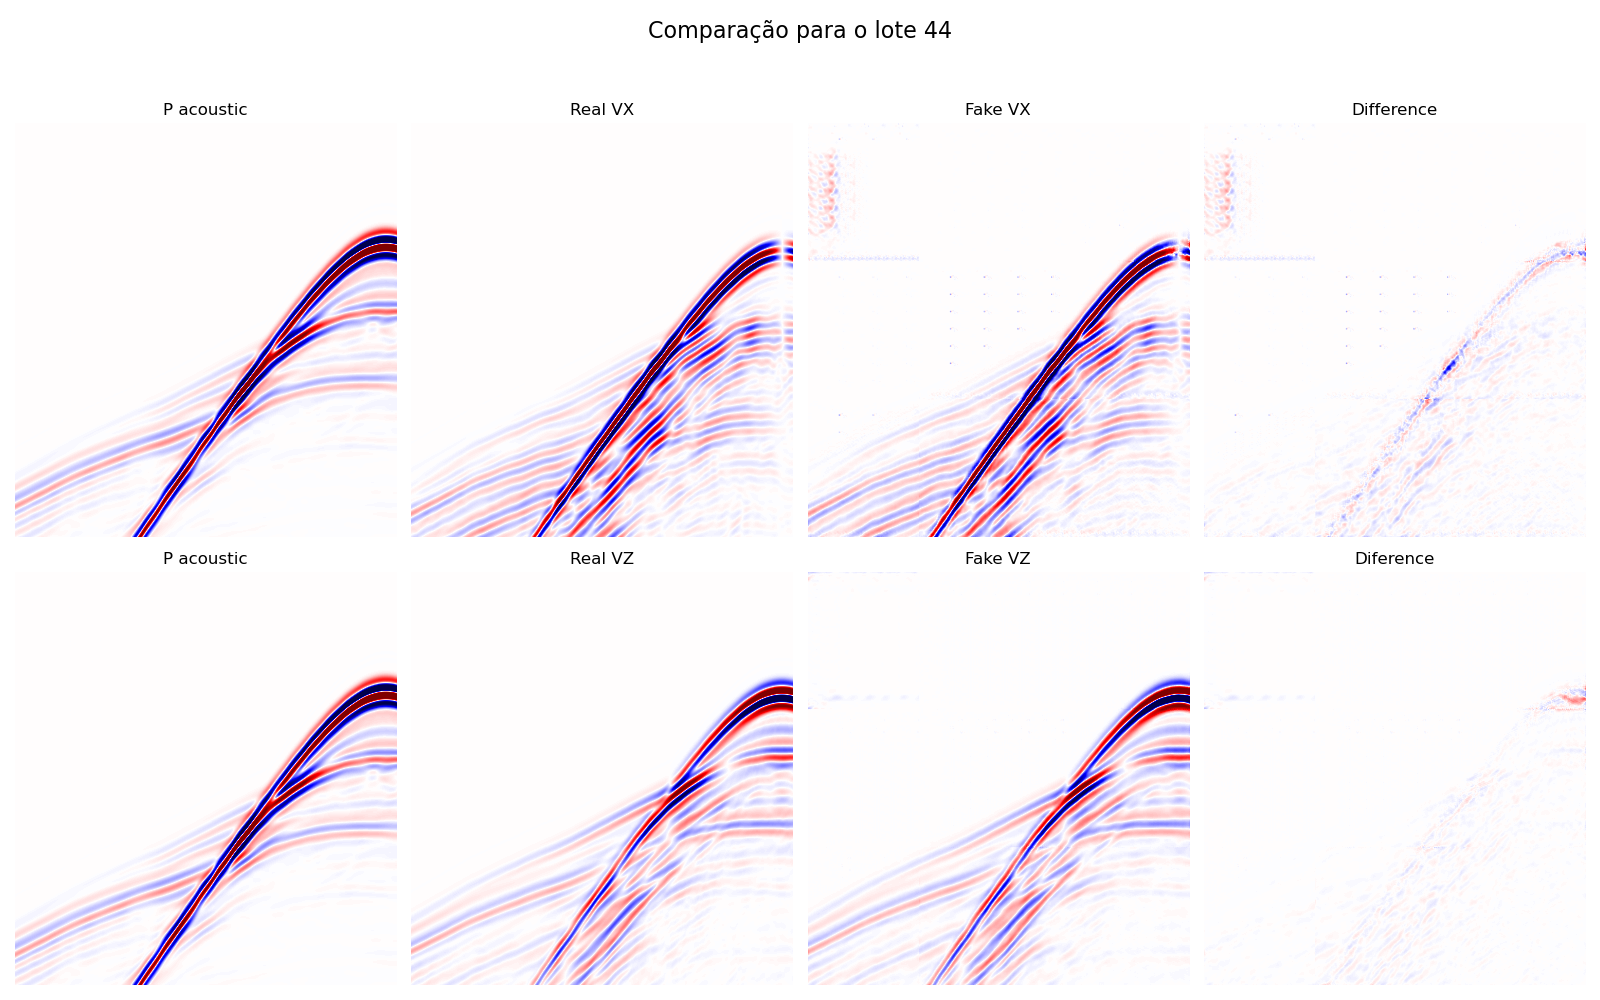 Comparação para o lote 44
P acoustic
Real VX
Fake VX
Difference
P acoustic
Real VZ
Fake VZ
Diference